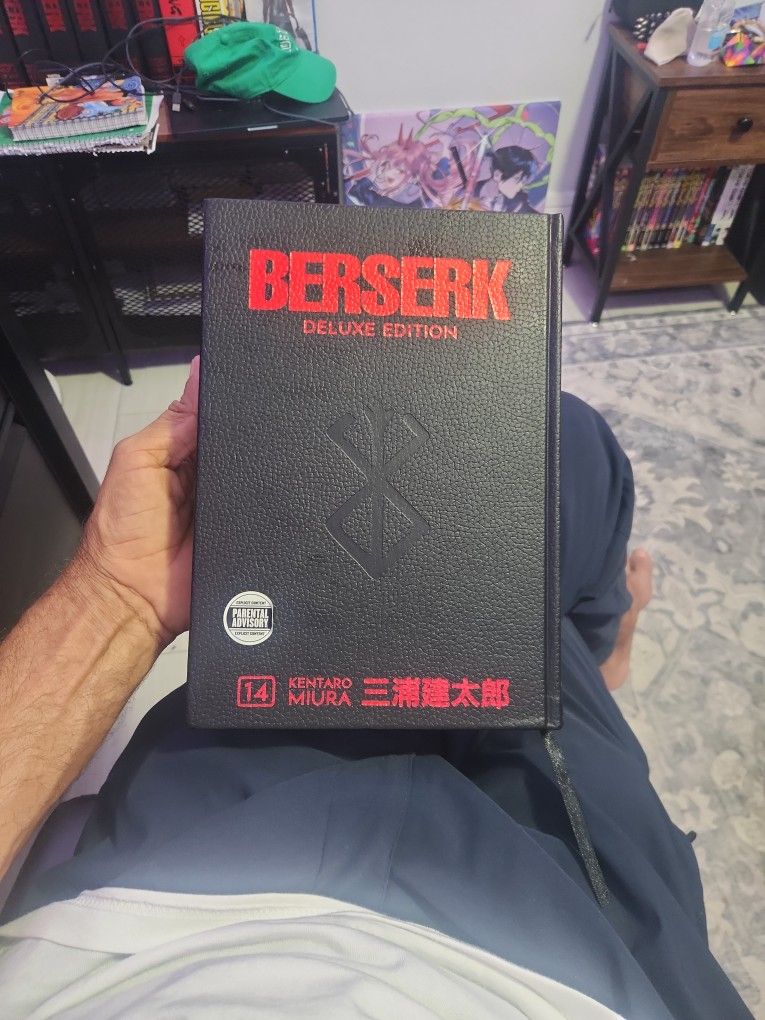 BERSERK
DELUXE EDITION
EXPLICIT CONTENT
PARENTAL
ADVISORY
EXPLICIT CONTENT
14 KENTARO
MIURA 三浦建太郎